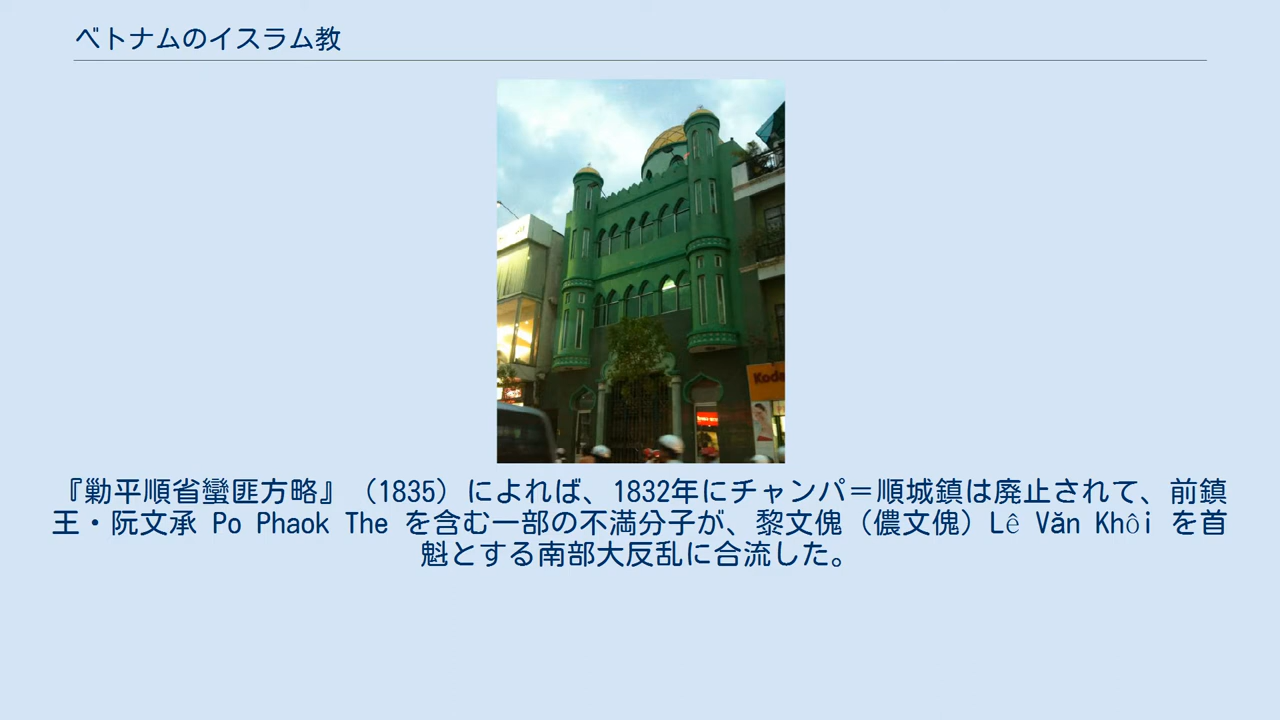 ベトナムのイスラム教
Koda
『勦平順省蠻匪方略』（1835）によれば、1832年にチャンパ＝順城鎮は廃止されて、前鎮
王・阮文承 Po Phaok The を含む一部の不満分子が、黎文傀（儂文傀）Lê Văn Khôi を首
魁とする南部大反乱に合流した。